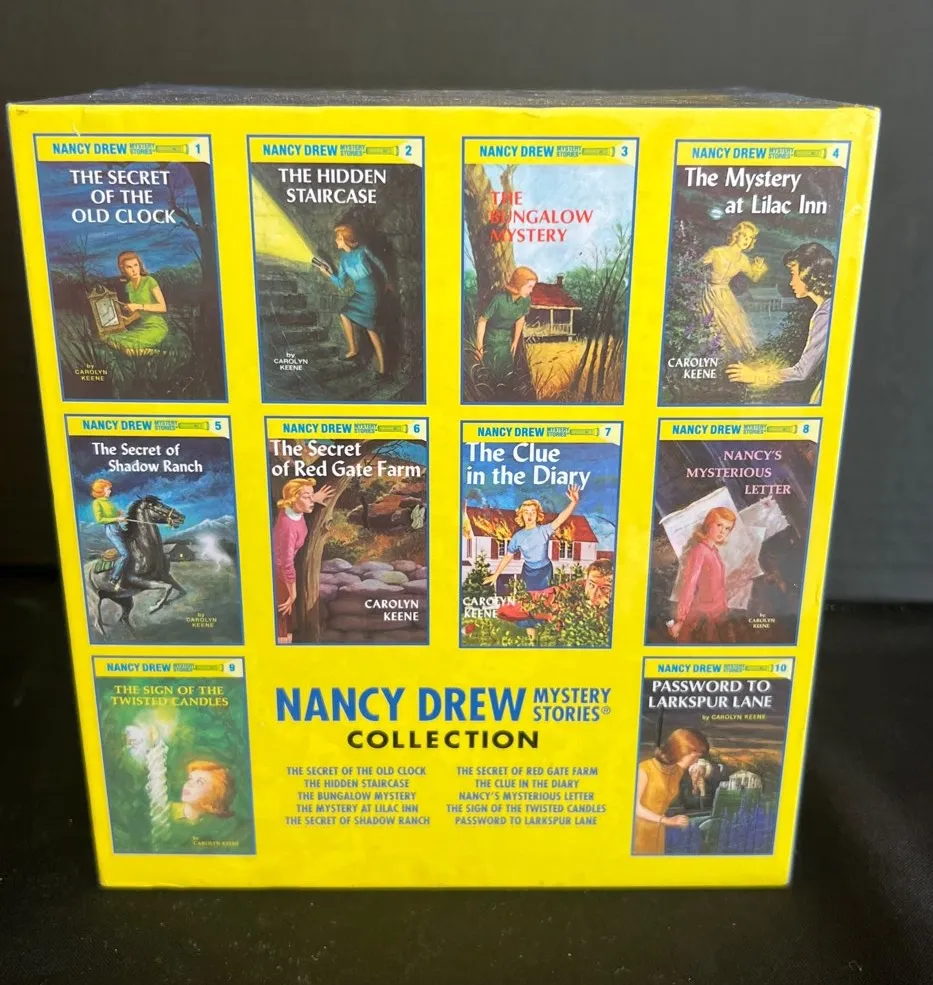 NANCY DREW MYSTERY STORIES 1
THE SECRET
OF THE
OLD CLOCK
by
CAROLYN
KEENE
NANCY DREW MYSTERY STORIES 2
THE HIDDEN
STAIRCASE
by
CAROLYN
KEENE
NANCY DREW MYSTERY STORIES 3
THE
BUNGALOW
MYSTERY
NANCY DREW MYSTERY STORIES 4
The Mystery
at Lilac Inn
CAROLYN
KEENE
NANCY DREW MYSTERY STORIES 5
The Secret of
Shadow Ranch
by
CAROLYN
KEENE
NANCY DREW MYSTERY STORIES 6
The Secret
of Red Gate Farm
CAROLYN
KEENE
NANCY DREW MYSTERY STORIES 7
The Clue
in the Diary
CAROLYN
KEENE
NANCY DREW MYSTERY STORIES 8
NANCY'S
MYSTERIOUS
LETTER
by
CAROLYN
KEENE
NANCY DREW MYSTERY STORIES 9
THE SIGN OF THE
TWISTED CANDLES
by
CAROLYN KEENE
NANCY DREW MYSTERY STORIES®
COLLECTION
THE SECRET OF THE OLD CLOCK
THE HIDDEN STAIRCASE
THE BUNGALOW MYSTERY
THE MYSTERY AT LILAC INN
THE SECRET OF SHADOW RANCH
THE SECRET OF RED GATE FARM
THE CLUE IN THE DIARY
NANCY'S MYSTERIOUS LETTER
THE SIGN OF THE TWISTED CANDLES
PASSWORD TO LARKSPUR LANE
NANCY DREW MYSTERY STORIES 10
PASSWORD TO
LARKSPUR LANE
by CAROLYN KEENE